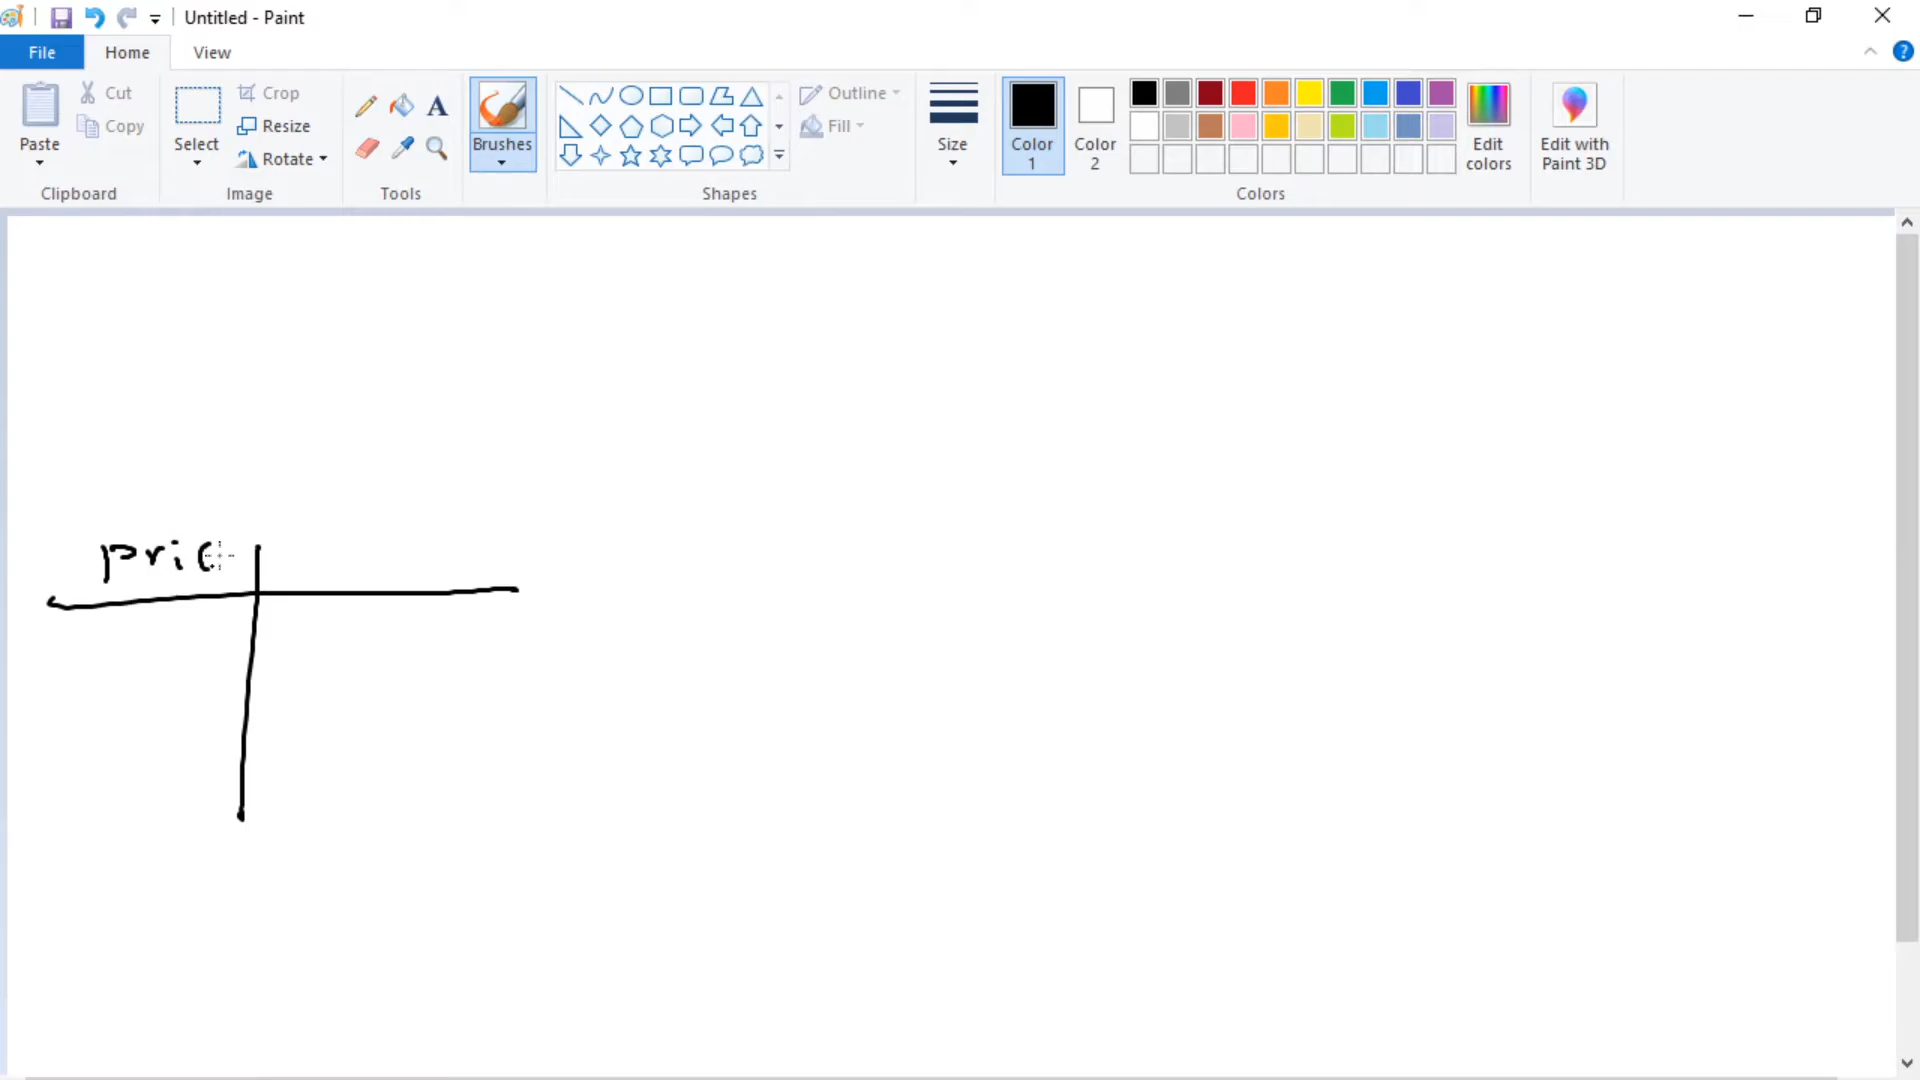 Untitled - Paint
File Home View
Paste Cut Copy Select Crop Resize Rotate Brushes Outline Fill Size Color 1 Color 2 Edit colors Edit with Paint 3D
Clipboard Image Tools Shapes Colors
A
?
pric